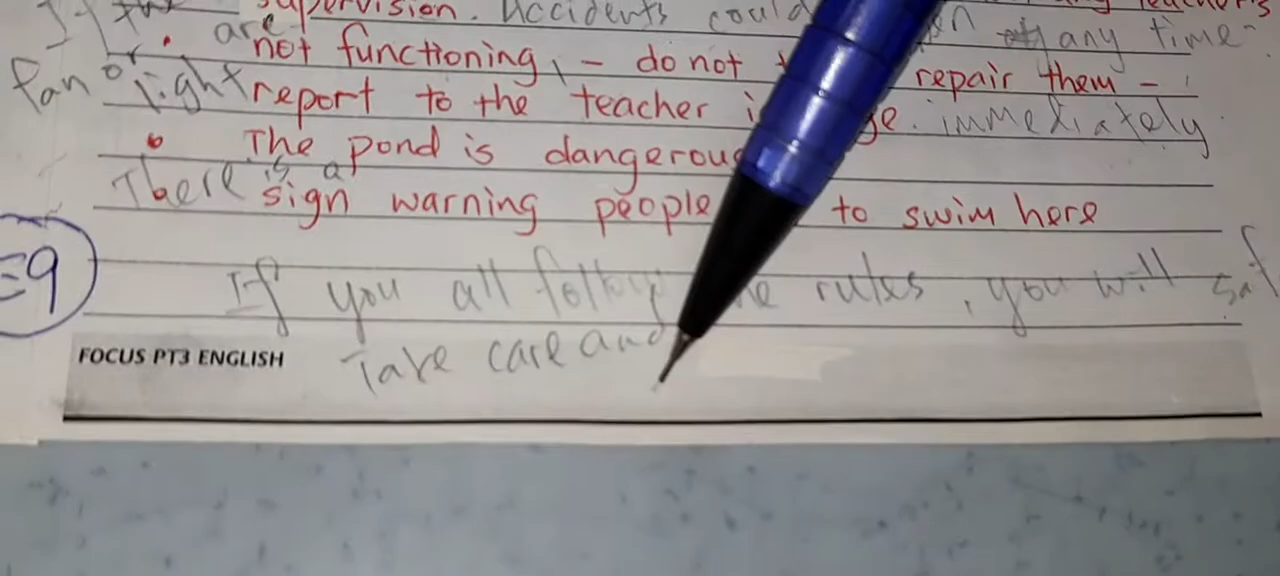 supervision. Accidents could any time
are
not functioning, - do not repair them -
fan or light report to the teacher immediately
• The pond is dangerous
There is a sign warning people to swim here
If you all follow rules, you will saf
Take care and
FOCUS PT3 ENGLISH